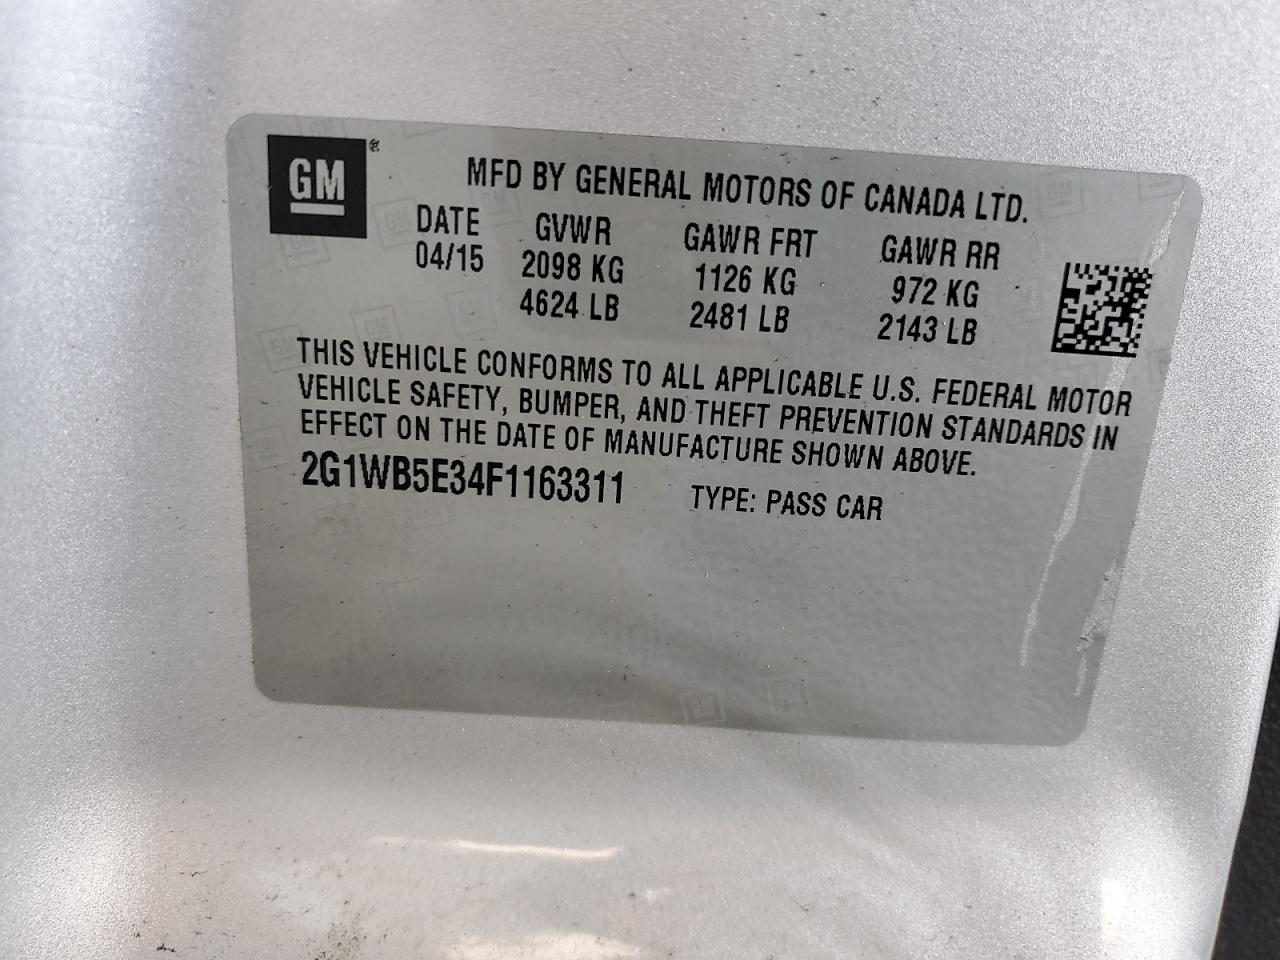 GM®
MFD BY GENERAL MOTORS OF CANADA LTD.
DATE GVWR GAWR FRT GAWR RR
04/15 2098 KG 1126 KG 972 KG
4624 LB 2481 LB 2143 LB
THIS VEHICLE CONFORMS TO ALL APPLICABLE U.S. FEDERAL MOTOR
VEHICLE SAFETY, BUMPER, AND THEFT PREVENTION STANDARDS IN
EFFECT ON THE DATE OF MANUFACTURE SHOWN ABOVE.
2G1WB5E34F1163311 TYPE: PASS CAR